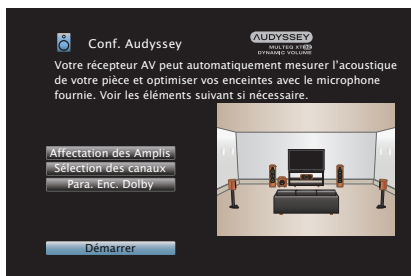 Conf. Audyssey
AUDYSSEY
MULTEQ XT32
DYNAMIC VOLUME
Votre récepteur AV peut automatiquement mesurer l'acoustique
de votre pièce et optimiser vos enceintes avec le microphone
fournie. Voir les éléments suivant si nécessaire.
Affectation des Amplis
Sélection des canaux
Para. Enc. Dolby
Démarrer